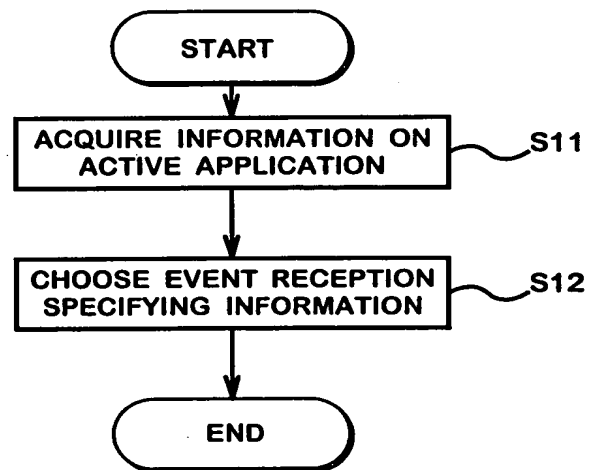 START
ACQUIRE INFORMATION ON
ACTIVE APPLICATION
S11
CHOOSE EVENT RECEPTION
SPECIFYING INFORMATION
S12
END